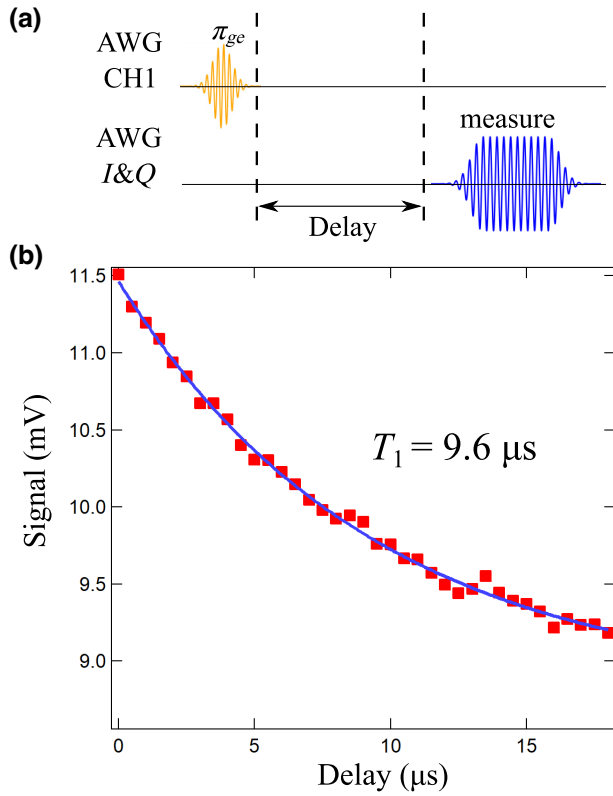 (a)
AWG
CH1
π_ge
AWG
I&Q
measure
Delay
(b)
11.5
11.0
10.5
10.0
9.5
9.0
Signal (mV)
T₁ = 9.6 μs
0
5
10
15
Delay (μs)